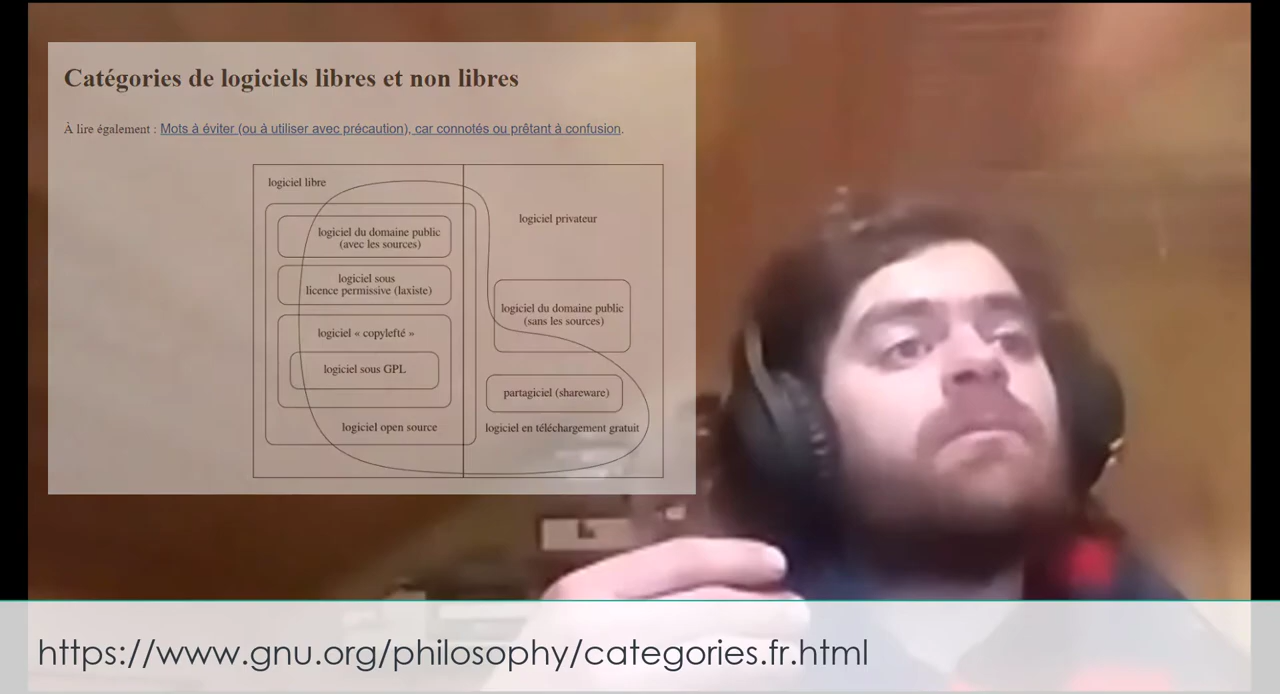 Catégories de logiciels libres et non libres
À lire également : Mots à éviter (ou à utiliser avec précaution), car connotés ou prêtant à confusion.
logiciel libre
logiciel du domaine public
(avec les sources)
logiciel sous
licence permissive (laxiste)
logiciel « copylefté »
logiciel sous GPL
logiciel open source
logiciel privateur
logiciel du domaine public
(sans les sources)
partagiciel (shareware)
logiciel en téléchargement gratuit
https://www.gnu.org/philosophy/categories.fr.html